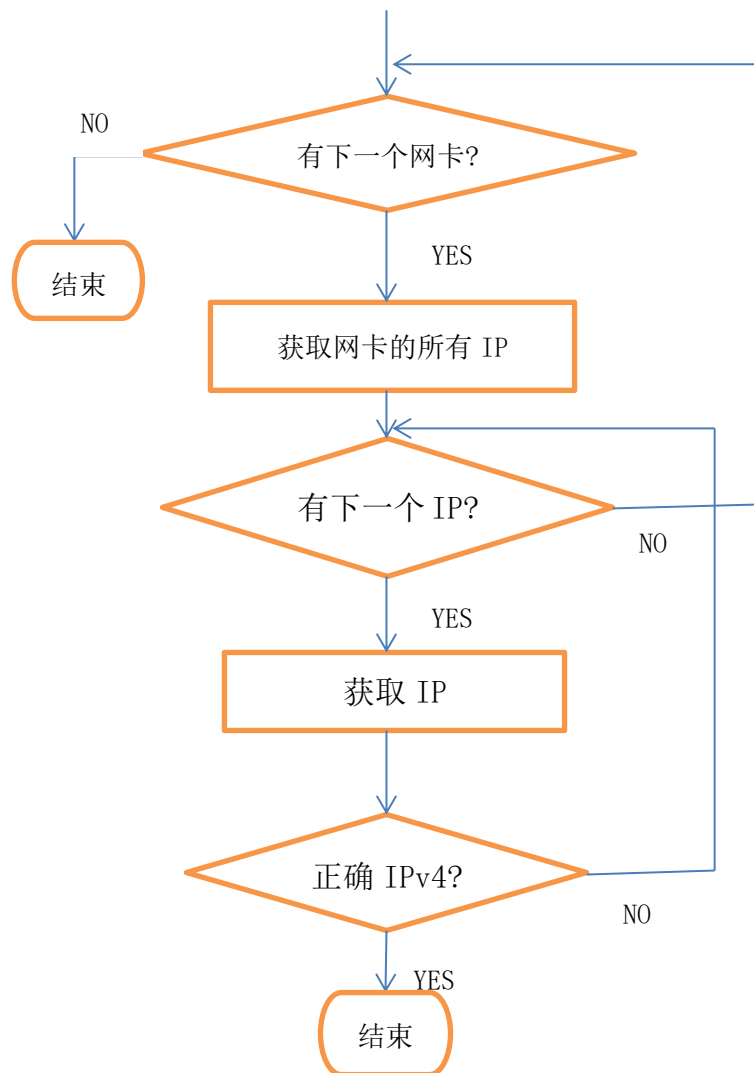 NO
有下一个网卡?
YES
结束
获取网卡的所有 IP
有下一个 IP?
NO
YES
获取 IP
正确 IPv4?
NO
YES
结束